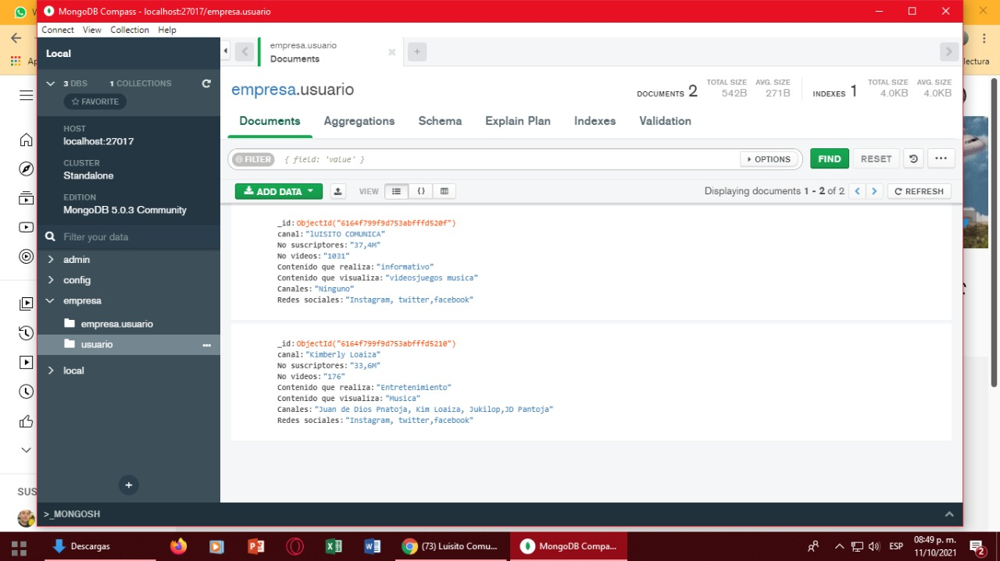 MongoDB Compass - localhost:27017/empresa.usuario
Connect View Collection Help
Local
3 DBS 1 COLLECTIONS
FAVORITE
HOST
localhost:27017
CLUSTER
Standalone
EDITION
MongoDB 5.0.3 Community
Filter your data
admin
config
empresa
empresa.usuario
usuario
local
empresa.usuario
Documents
empresa.usuario
DOCUMENTS 2
TOTAL SIZE
542B
AVG. SIZE
271B
INDEXES 1
TOTAL SIZE
4.0KB
AVG. SIZE
4.0KB
Documents Aggregations Schema Explain Plan Indexes Validation
FILTER { field: 'value' } OPTIONS FIND RESET
ADD DATA VIEW {} Displaying documents 1 - 2 of 2 REFRESH
_id:ObjectId("6164f799f9d753abfffd520f")
canal:"lUISITO COMUNICA"
No suscriptores:"37,4M"
No videos:"1031"
Contenido que realiza:"informativo"
Contenido que visualiza:"videosjuegos musica"
Canales:"Ninguno"
Redes sociales:"Instagram, twitter,facebook"
_id:ObjectId("6164f799f9d753abfffd5210")
canal:"Kimberly Loaiza"
No suscriptores:"33,6M"
No videos:"176"
Contenido que realiza:"Entretenimiento"
Contenido que visualiza:"Musica"
Canales:"Juan de Dios Pnatoja, Kim Loaiza, Jukilop,JD Pantoja"
Redes sociales:"Instagram, twitter,facebook"
>_MONGOSH
SUS
lectura
Descargas
(73) Luisito Comu...
MongoDB Compa...
ESP
08:49 p. m.
11/10/2021
2